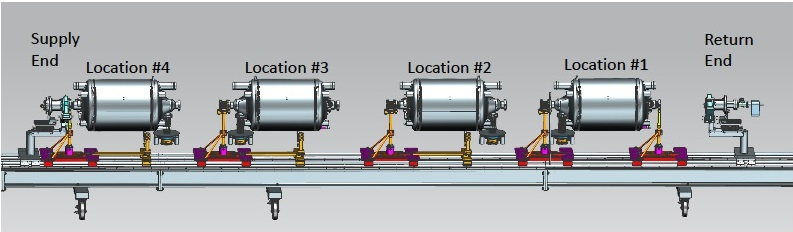 Supply
End
Location #4
Location #3
Location #2
Location #1
Return
End